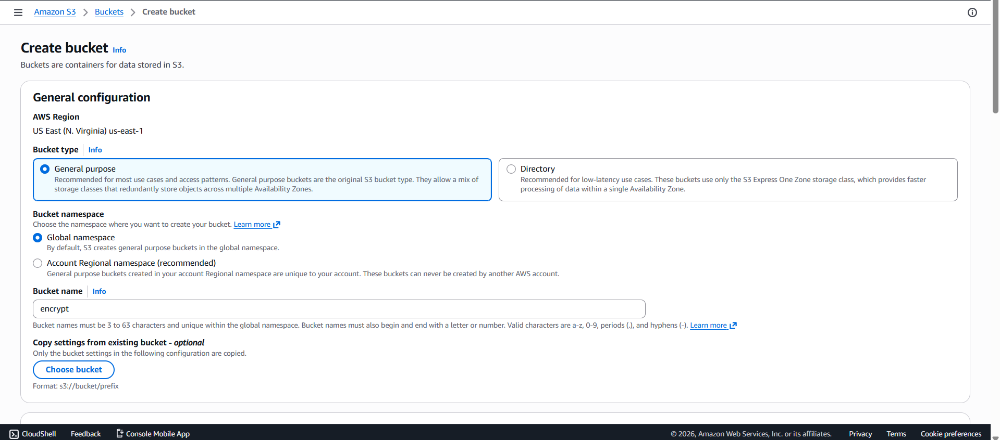 Amazon S3 > Buckets > Create bucket
Create bucket Info
Buckets are containers for data stored in S3.
General configuration
AWS Region
US East (N. Virginia) us-east-1
Bucket type Info
General purpose
Recommended for most use cases and access patterns. General purpose buckets are the original S3 bucket type. They allow a mix of
storage classes that redundantly store objects across multiple Availability Zones.
Directory
Recommended for low-latency use cases. These buckets use only the S3 Express One Zone storage class, which provides faster
processing of data within a single Availability Zone.
Bucket namespace
Choose the namespace where you want to create your bucket. Learn more
Global namespace
By default, S3 creates general purpose buckets in the global namespace.
Account Regional namespace (recommended)
General purpose buckets created in your account Regional namespace are unique to your account. These buckets can never be created by another AWS account.
Bucket name Info
encrypt
Bucket names must be 3 to 63 characters and unique within the global namespace. Bucket names must also begin and end with a letter or number. Valid characters are a-z, 0-9, periods (.), and hyphens (-). Learn more
Copy settings from existing bucket - optional
Only the bucket settings in the following configuration are copied.
Choose bucket
Format: s3://bucket/prefix
CloudShell Feedback Console Mobile App © 2026, Amazon Web Services, Inc. or its affiliates. Privacy Terms Cookie preferences